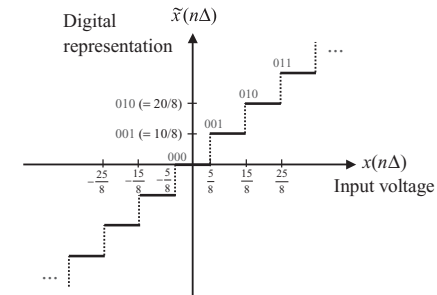 Digital
representation
x̃(nΔ)
...
011
010
010 (= 20/8)
001
001 (= 10/8)
000
x(nΔ)
Input voltage
−25/8 −15/8 −5/8 5/8 15/8 25/8
...